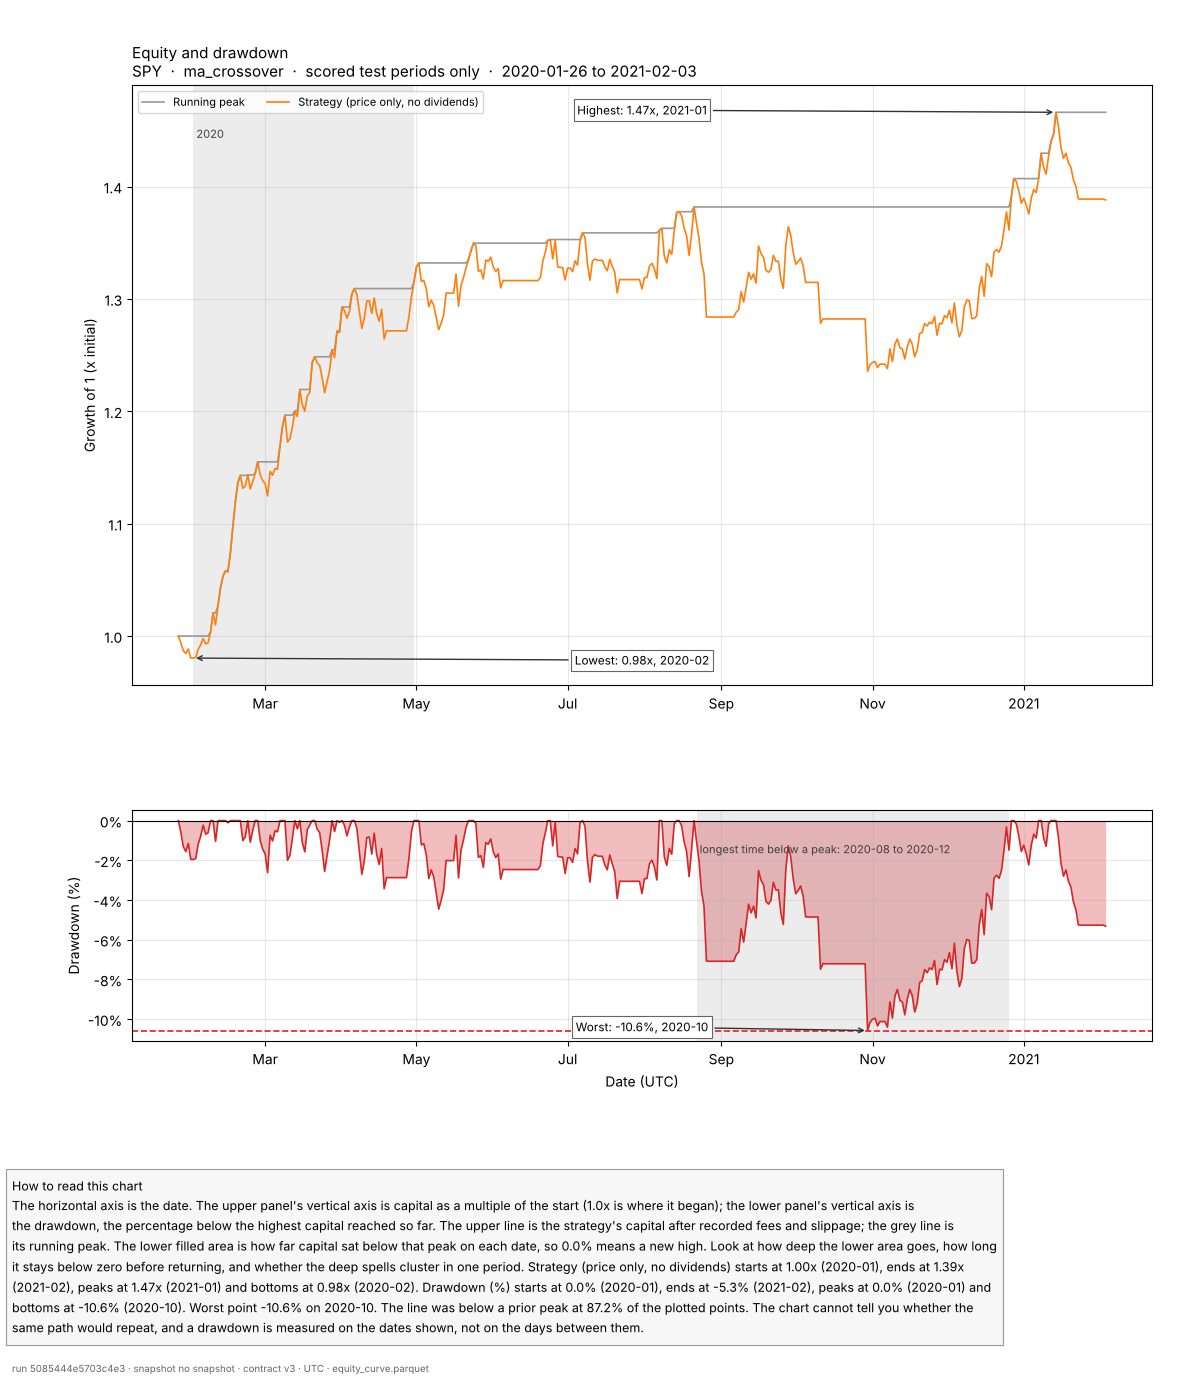 Equity and drawdown
SPY · ma_crossover · scored test periods only · 2020-01-26 to 2021-02-03
Running peak
Strategy (price only, no dividends)
Highest: 1.47x, 2021-01
2020
1.4
1.3
1.2
1.1
1.0
Growth of 1 (x initial)
Lowest: 0.98x, 2020-02
Mar
May
Jul
Sep
Nov
2021
0%
-2%
-4%
-6%
-8%
-10%
Drawdown (%)
longest time below a peak: 2020-08 to 2020-12
Worst: -10.6%, 2020-10
Mar
May
Jul
Sep
Nov
2021
Date (UTC)
How to read this chart
The horizontal axis is the date. The upper panel's vertical axis is capital as a multiple of the start (1.0x is where it began); the lower panel's vertical axis is
the drawdown, the percentage below the highest capital reached so far. The upper line is the strategy's capital after recorded fees and slippage; the grey line is
its running peak. The lower filled area is how far capital sat below that peak on each date, so 0.0% means a new high. Look at how deep the lower area goes, how long
it stays below zero before returning, and whether the deep spells cluster in one period. Strategy (price only, no dividends) starts at 1.00x (2020-01), ends at 1.39x
(2021-02), peaks at 1.47x (2021-01) and bottoms at 0.98x (2020-02). Drawdown (%) starts at 0.0% (2020-01), ends at -5.3% (2021-02), peaks at 0.0% (2020-01) and
bottoms at -10.6% (2020-10). Worst point -10.6% on 2020-10. The line was below a prior peak at 87.2% of the plotted points. The chart cannot tell you whether the
same path would repeat, and a drawdown is measured on the dates shown, not on the days between them.
run 5085444e5703c4e3 · snapshot no snapshot · contract v3 · UTC · equity_curve.parquet